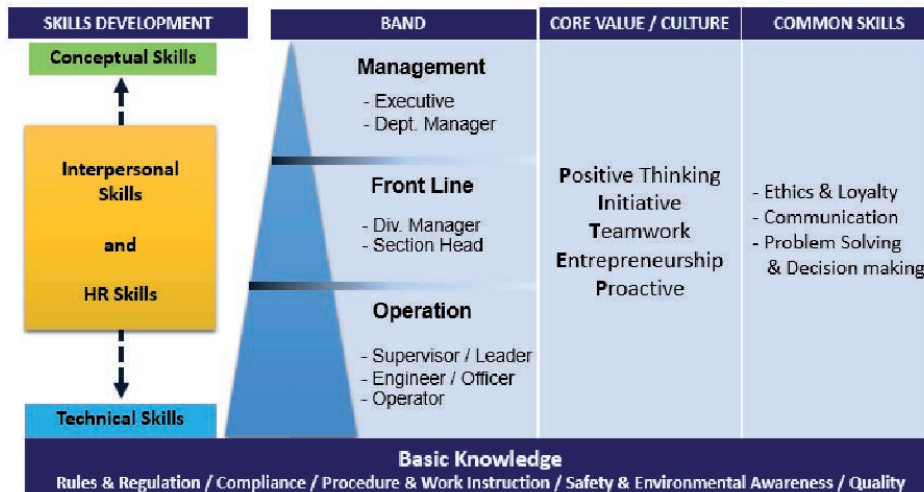 SKILLS DEVELOPMENT
Conceptual Skills
Interpersonal
Skills
and
HR Skills
Technical Skills
BAND
Management
- Executive
- Dept. Manager
Front Line
- Div. Manager
- Section Head
Operation
- Supervisor / Leader
- Engineer / Officer
- Operator
CORE VALUE / CULTURE
Positive Thinking
Initiative
Teamwork
Entrepreneurship
Proactive
COMMON SKILLS
- Ethics & Loyalty
- Communication
- Problem Solving
& Decision making
Basic Knowledge
Rules & Regulation / Compliance / Procedure & Work Instruction / Safety & Environmental Awareness / Quality